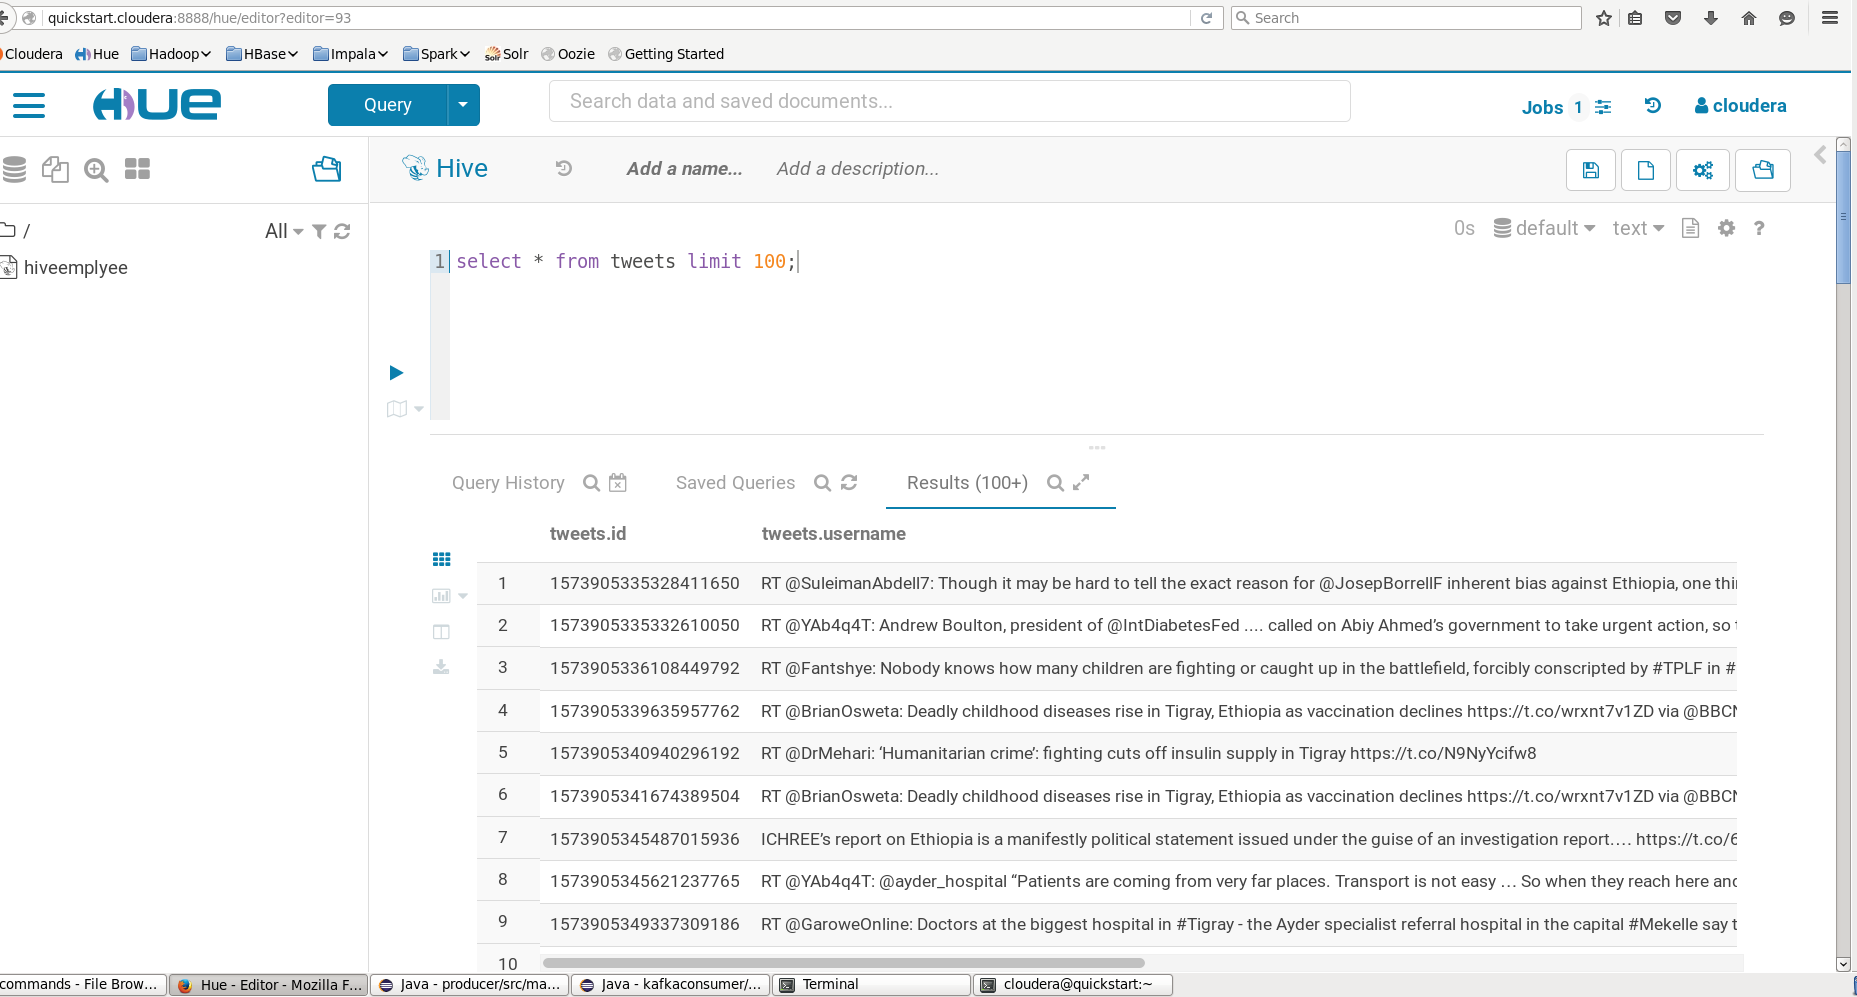 quickstart.cloudera:8888/hue/editor?editor=93
Search
Cloudera Hue Hadoop HBase Impala Spark Solr Oozie Getting Started
HUE Query Search data and saved documents... Jobs 1 cloudera
Hive Add a name... Add a description...
/ All
hiveemplyee
0s default text ?
1 select * from tweets limit 100;
Query History Saved Queries Results (100+)
tweets.id tweets.username
1 1573905335328411650 RT @SuleimanAbdell7: Though it may be hard to tell the exact reason for @JosepBorrellF inherent bias against Ethiopia, one thi
2 1573905335332610050 RT @YAb4q4T: Andrew Boulton, president of @IntDiabetesFed .... called on Abiy Ahmed’s government to take urgent action, so
3 1573905336108449792 RT @Fantshye: Nobody knows how many children are fighting or caught up in the battlefield, forcibly conscripted by #TPLF in #
4 1573905339635957762 RT @BrianOsweta: Deadly childhood diseases rise in Tigray, Ethiopia as vaccination declines https://t.co/wrxnt7v1ZD via @BBCN
5 1573905340940296192 RT @DrMehari: ‘Humanitarian crime’: fighting cuts off insulin supply in Tigray https://t.co/N9NyYcifw8
6 1573905341674389504 RT @BrianOsweta: Deadly childhood diseases rise in Tigray, Ethiopia as vaccination declines https://t.co/wrxnt7v1ZD via @BBCN
7 1573905345487015936 ICHREE’s report on Ethiopia is a manifestly political statement issued under the guise of an investigation report.… https://t.co/6
8 1573905345621237765 RT @YAb4q4T: @ayder_hospital “Patients are coming from very far places. Transport is not easy … So when they reach here and
9 1573905349337309186 RT @GaroweOnline: Doctors at the biggest hospital in #Tigray - the Ayder specialist referral hospital in the capital #Mekelle say t
10
commands - File Brow... Hue - Editor - Mozilla F... Java - producer/src/ma... Java - kafkaconsumer/... Terminal cloudera@quickstart:~